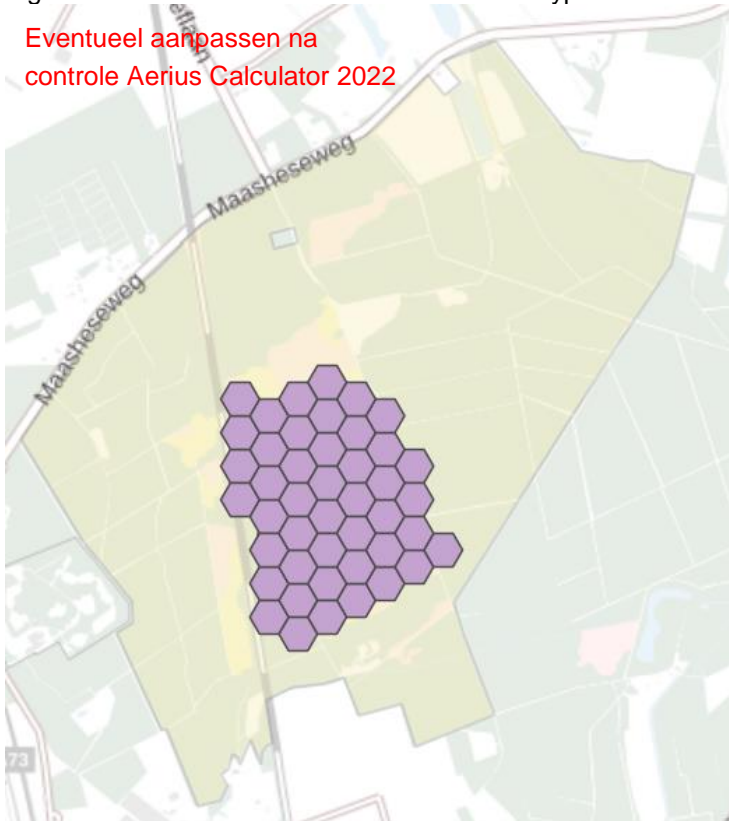 Eventueel aanpassen na
controle Aerius Calculator 2022
Maasheseweg
Maasheseweg
73